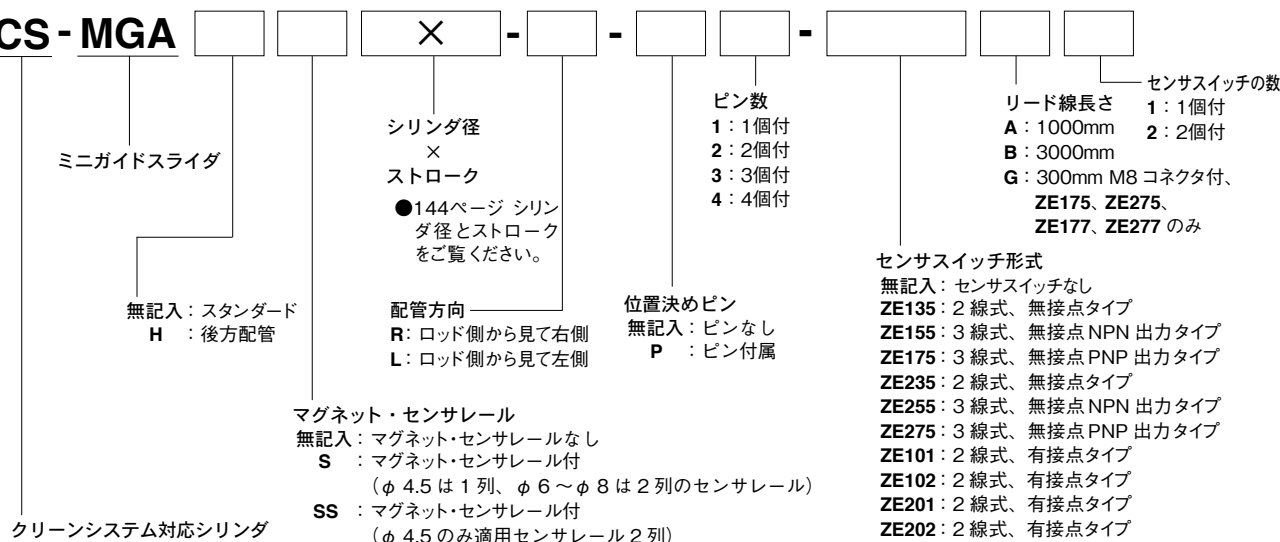 CS - MGA × - - -
ミニガイドスライダ
シリンダ径
×
ストローク
●144ページ シリン
ダ径とストローク
をご覧ください。
ピン数
1：1個付
2：2個付
3：3個付
4：4個付
リード線長さ
A：1000mm
B：3000mm
G：300mm M8 コネクタ付、
ZE175、ZE275、
ZE177、ZE277 のみ
センサスイッチの数
1：1個付
2：2個付
無記入：スタンダード
H ：後方配管
配管方向
R：ロッド側から見て右側
L：ロッド側から見て左側
位置決めピン
無記入：ピンなし
P ：ピン付属
センサスイッチ形式
無記入：センサスイッチなし
ZE135：2 線式、無接点タイプ
ZE155：3 線式、無接点 NPN 出力タイプ
ZE175：3 線式、無接点 PNP 出力タイプ
ZE235：2 線式、無接点タイプ
ZE255：3 線式、無接点 NPN 出力タイプ
ZE275：3 線式、無接点 PNP 出力タイプ
ZE101：2 線式、有接点タイプ
ZE102：2 線式、有接点タイプ
ZE201：2 線式、有接点タイプ
ZE202：2 線式、有接点タイプ
マグネット・センサレール
無記入：マグネット・センサレールなし
S ：マグネット・センサレール付
（φ 4.5 は 1 列、φ 6～φ 8 は 2 列のセンサレール）
SS ：マグネット・センサレール付
（φ 4.5 のみ適用センサレール 2 列）
クリーンシステム対応シリンダ